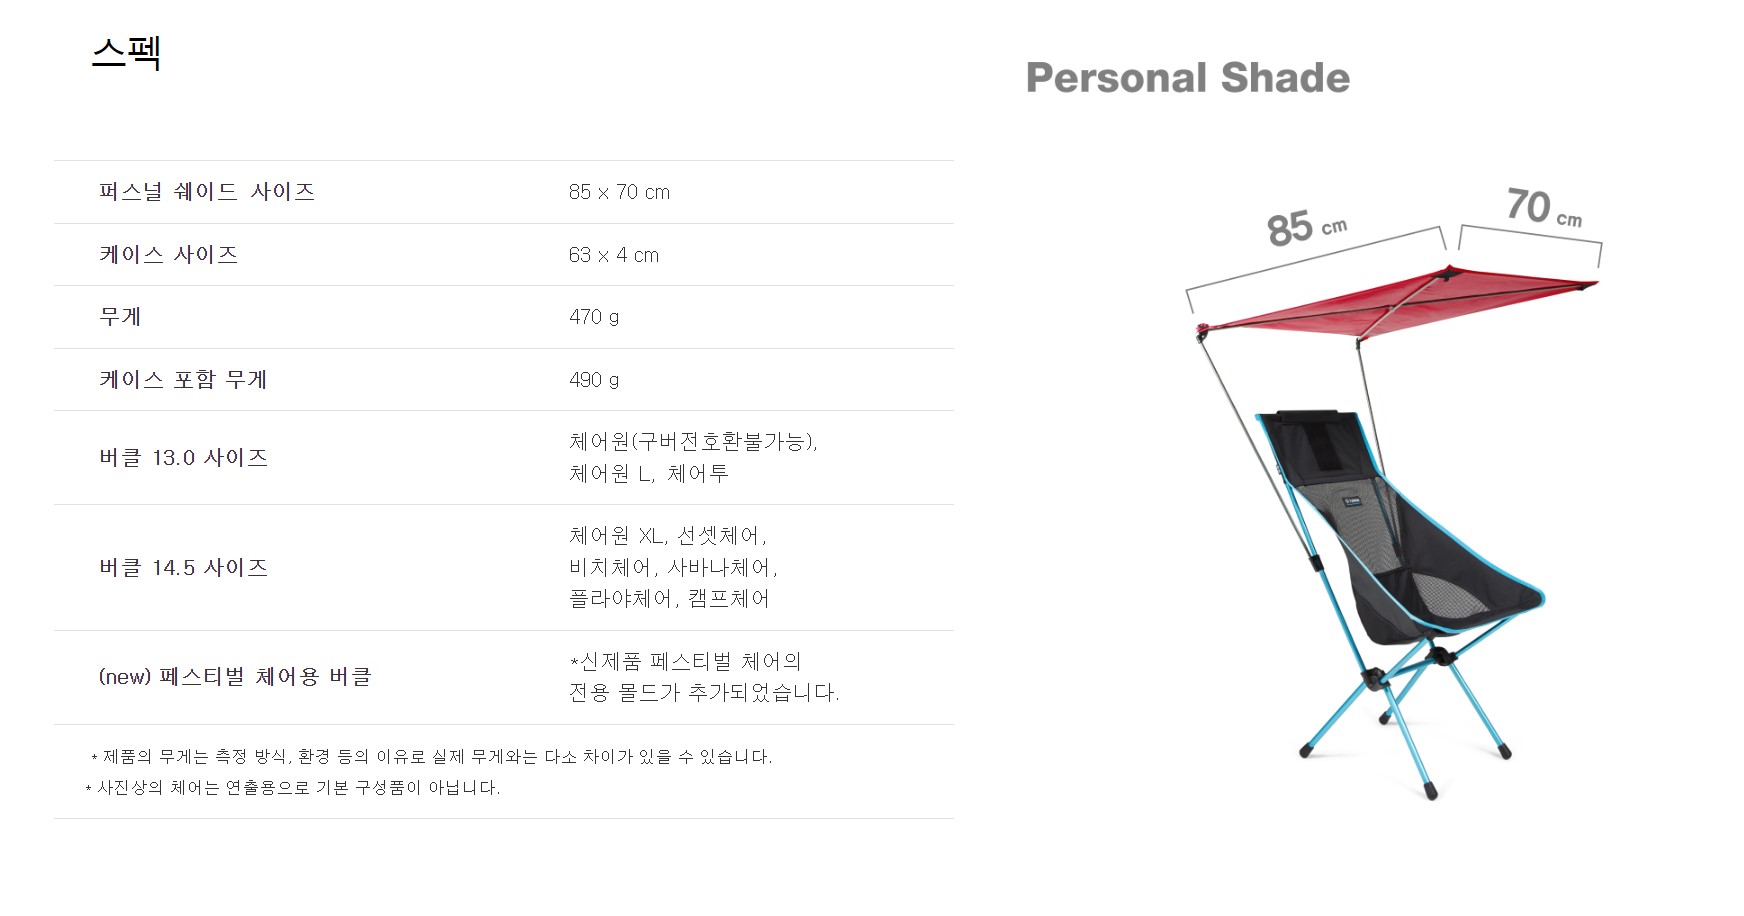 스펙
Personal Shade
퍼스널 쉐이드 사이즈
85 x 70 cm
케이스 사이즈
63 x 4 cm
무게
470 g
케이스 포함 무게
490 g
버클 13.0 사이즈
체어원(구버전호환불가능),
체어원 L, 체어투
버클 14.5 사이즈
체어원 XL, 선셋체어,
비치체어, 사바나체어,
플라야체어, 캠프체어
(new) 페스티벌 체어용 버클
*신제품 페스티벌 체어의
전용 몰드가 추가되었습니다.
* 제품의 무게는 측정 방식, 환경 등의 이유로 실제 무게와는 다소 차이가 있을 수 있습니다.
* 사진상의 체어는 연출용으로 기본 구성품이 아닙니다.
85 cm
70 cm